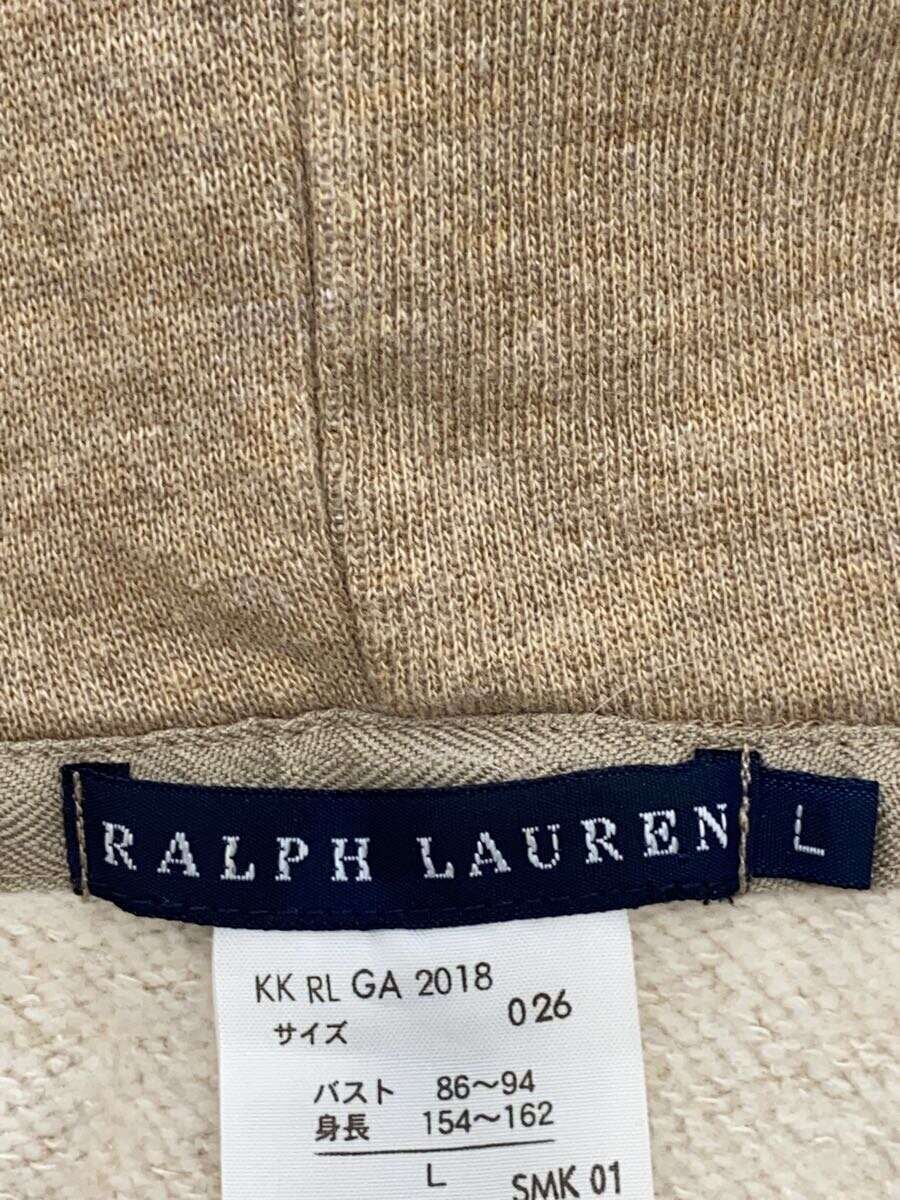 RALPH LAUREN L
KK RL GA 2018
サイズ 026
バスト 86~94
身長 154~162
L SMK 01